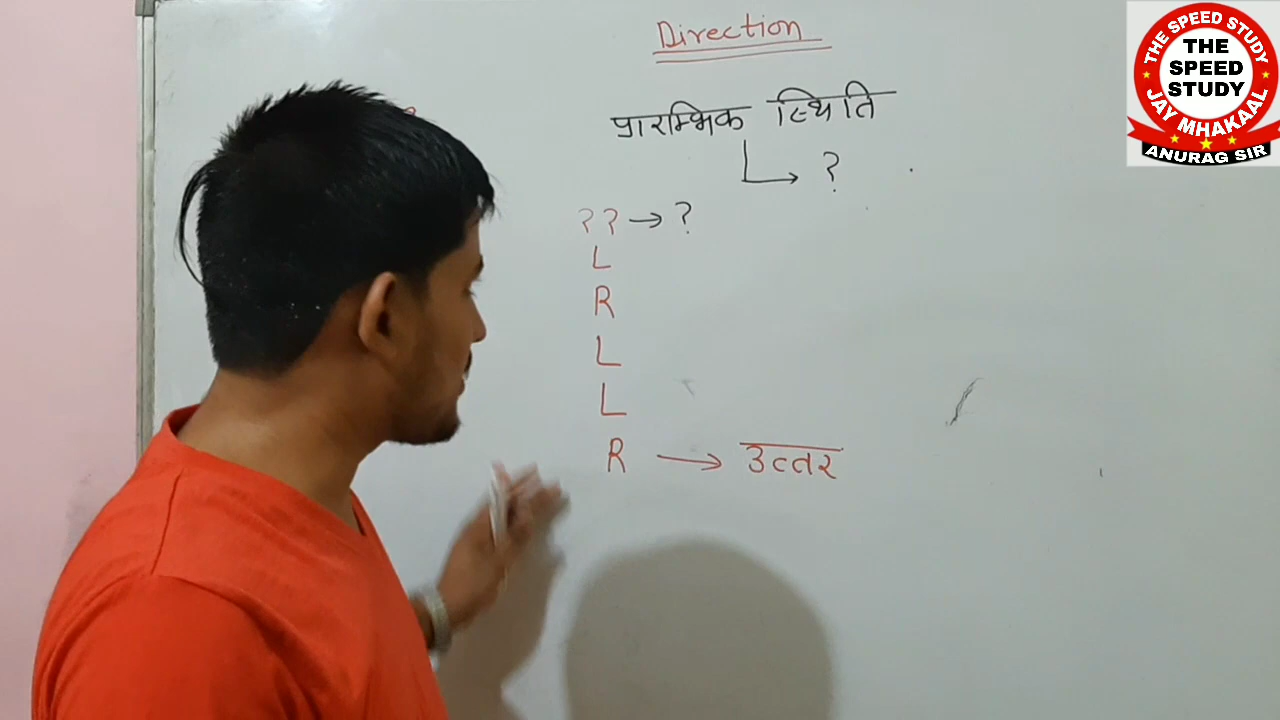 Direction
प्रारम्भिक स्थिति
?
? ? → ?
L
R
L
L
R → उत्तर
THE SPEED STUDY
THE
SPEED
STUDY
JAY MHAKAAL
ANURAG SIR